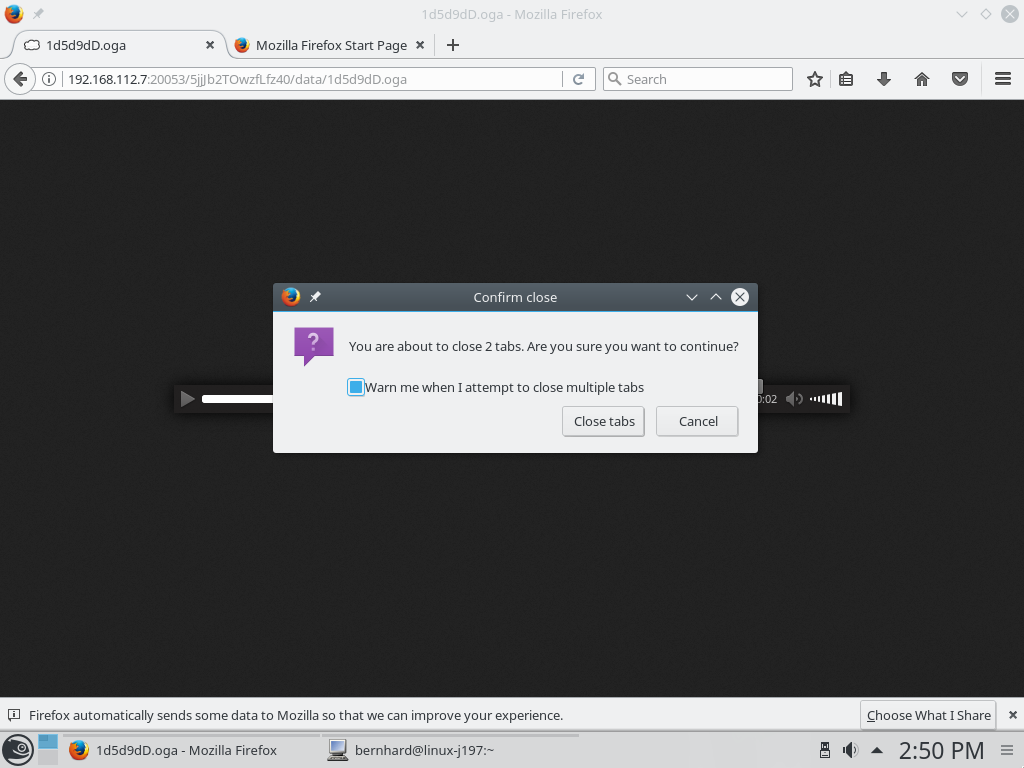 1d5d9dD.oga - Mozilla Firefox
1d5d9dD.oga
Mozilla Firefox Start Page
192.168.112.7:20053/5jjJb2TOwzfLfz40/data/1d5d9dD.oga
Search
Confirm close
?
You are about to close 2 tabs. Are you sure you want to continue?
Warn me when I attempt to close multiple tabs
0:02
Close tabs
Cancel
Firefox automatically sends some data to Mozilla so that we can improve your experience.
Choose What I Share
1d5d9dD.oga - Mozilla Firefox
bernhard@linux-j197:~
2:50 PM